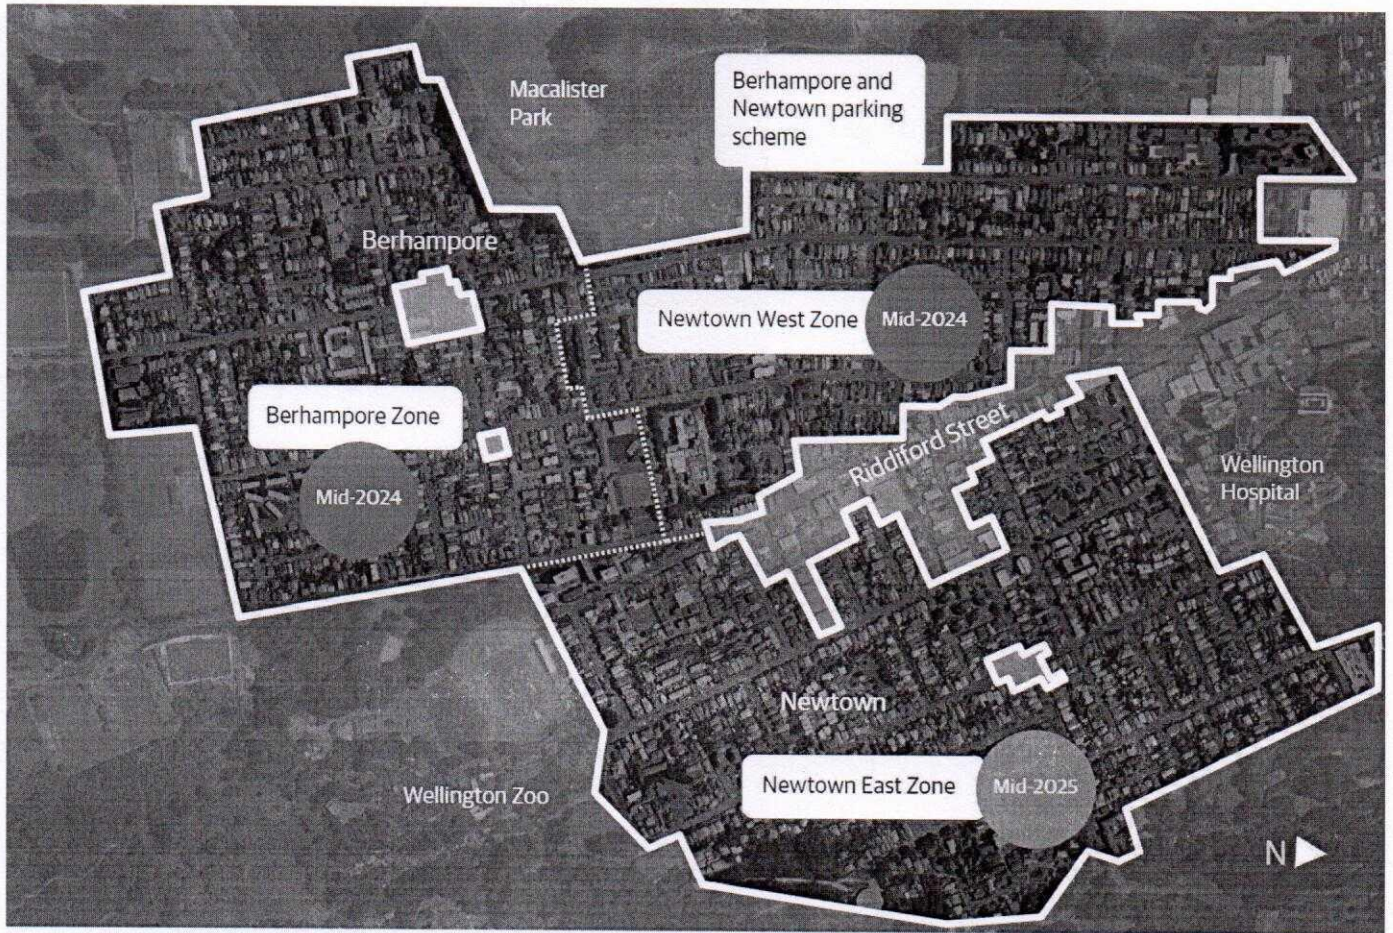 Macalister
Park
Berhampore and
Newtown parking
scheme
Berhampore
Newtown West Zone
Mid-2024
Berhampore Zone
Mid-2024
Riddiford Street
Wellington
Hospital
Newtown
Newtown East Zone
Mid-2025
Wellington Zoo
N